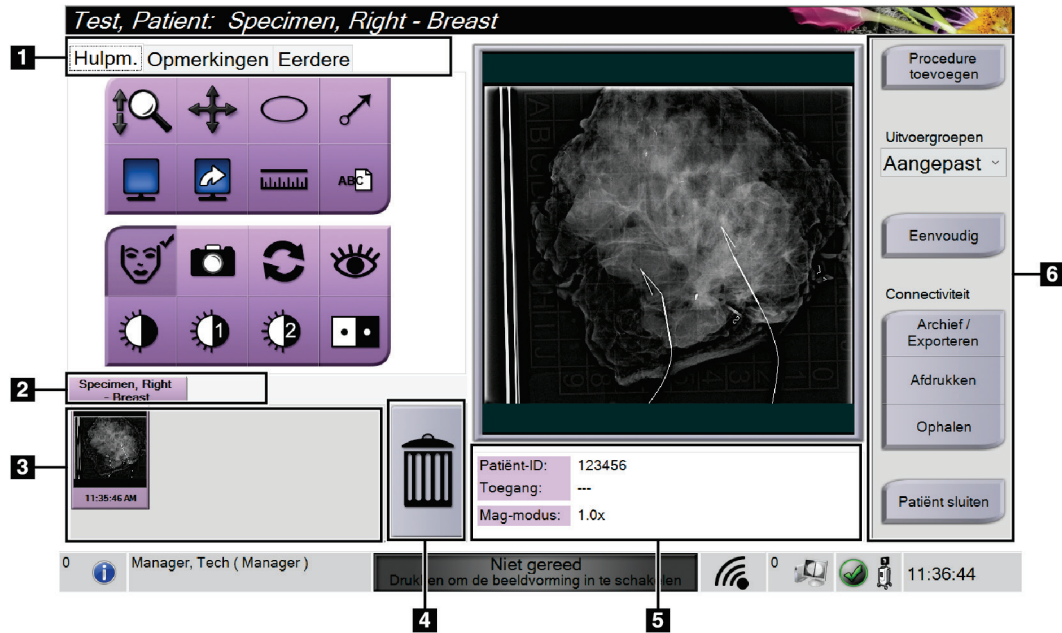 Test, Patient: Specimen, Right - Breast
1
Hulpm. Opmerkingen Eerdere
ABC
1
2
2
Specimen, Right
- Breast
3
11:35:46 AM
4
Patiënt-ID: 123456
Toegang: ---
Mag-modus: 1.0x
5
Procedure
toevoegen
Uitvoergroepen
Aangepast
Eenvoudig
Connectiviteit
Archief /
Exporteren
Afdrukken
Ophalen
Patiënt sluiten
6
0
Manager, Tech ( Manager )
Niet gereed
Drukken om de beeldvorming in te schakelen
0
11:36:44